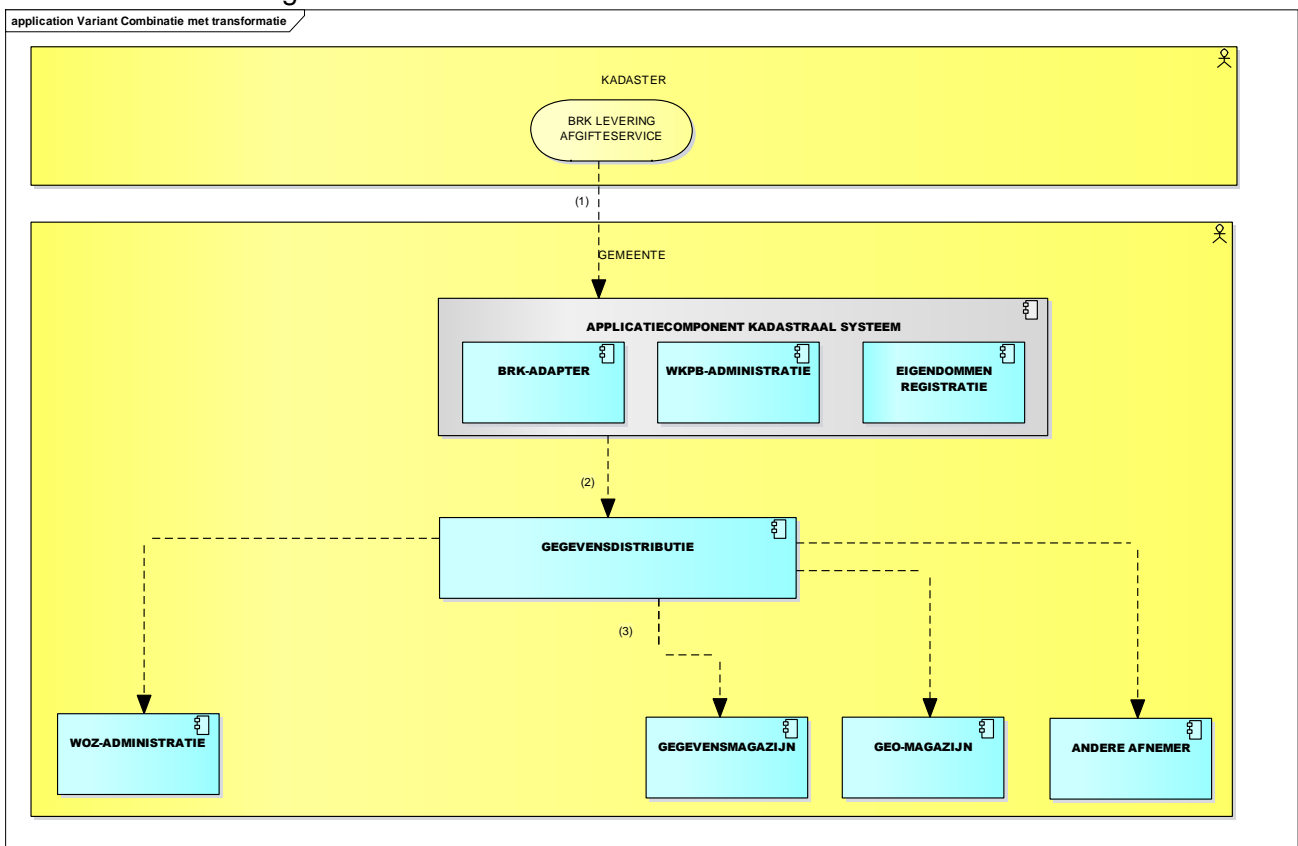 application Variant Combinatie met transformatie
KADASTER
BRK LEVERING
AFGIFTESERVICE
(1)
GEMEENTE
APPLICATIECOMPONENT KADASTRAAL SYSTEEM
BRK-ADAPTER
WKPB-ADMINISTRATIE
EIGENDOMMEN
REGISTRATIE
(2)
GEGEVENSDISTRIBUTIE
(3)
WOZ-ADMINISTRATIE
GEGEVENSMAGAZIJN
GEO-MAGAZIJN
ANDERE AFNEMER